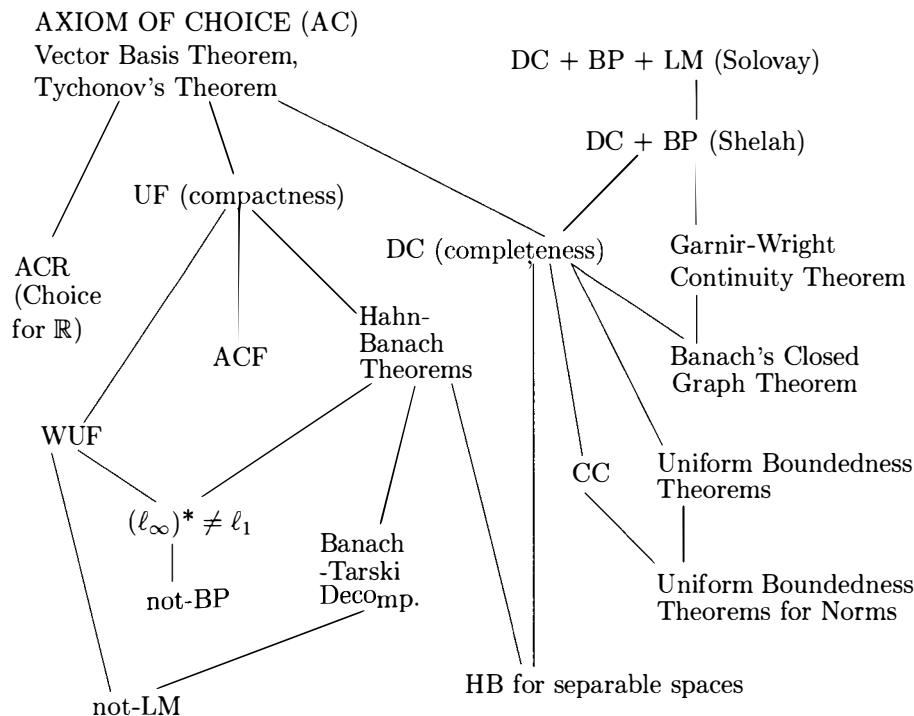 AXIOM OF CHOICE (AC)
Vector Basis Theorem,
Tychonov's Theorem
DC + BP + LM (Solovay)
DC + BP (Shelah)
UF (compactness)
DC (completeness)
Garnir-Wright
Continuity Theorem
ACR
(Choice
for ℝ)
ACF
Hahn-
Banach
Theorems
Banach's Closed
Graph Theorem
WUF
CC
Uniform Boundedness
Theorems
(ℓ∞)* ≠ ℓ₁
Banach
-Tarski
Decomp.
not-BP
Uniform Boundedness
Theorems for Norms
HB for separable spaces
not-LM